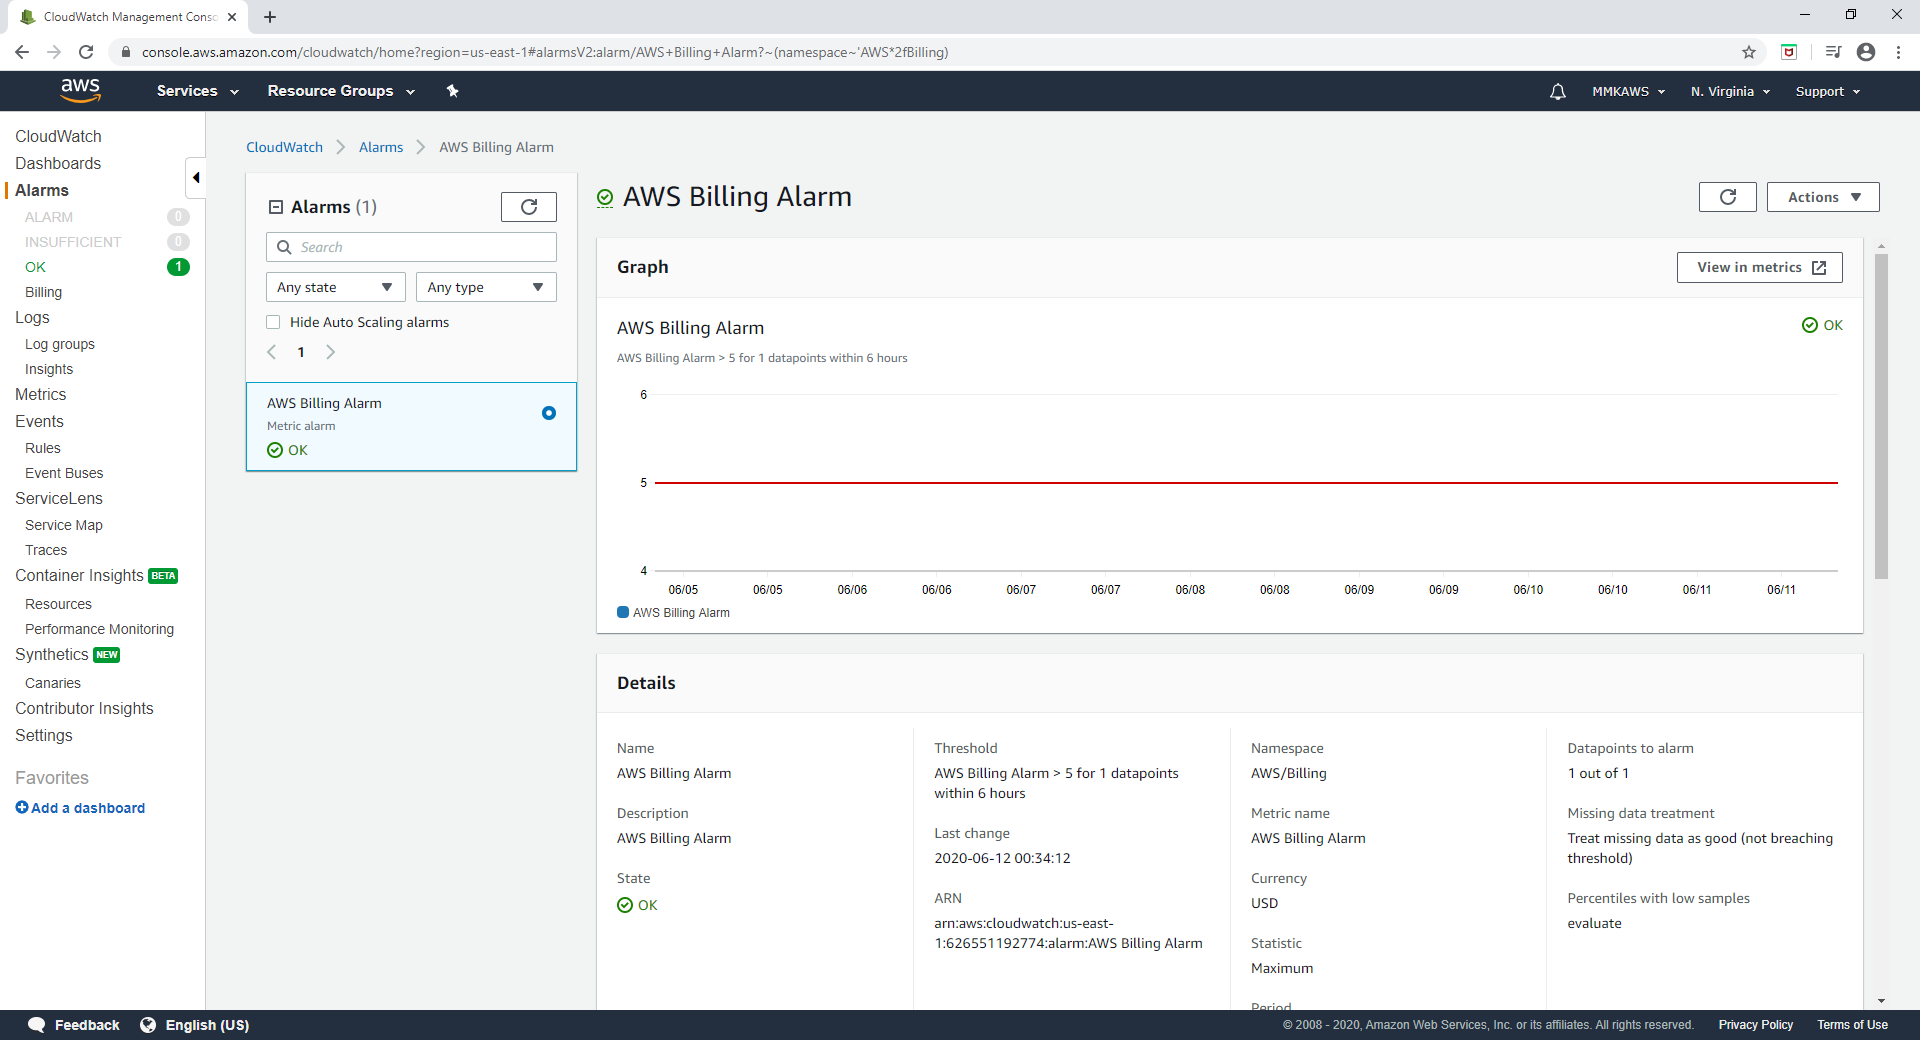 CloudWatch Management Conso
console.aws.amazon.com/cloudwatch/home?region=us-east-1#alarmsV2:alarm/AWS+Billing+Alarm?~(namespace~'AWS*2fBilling)
aws
Services
Resource Groups
MMKAWS
N. Virginia
Support
CloudWatch
Dashboards
Alarms
ALARM 0
INSUFFICIENT 0
OK 1
Billing
Logs
Log groups
Insights
Metrics
Events
Rules
Event Buses
ServiceLens
Service Map
Traces
Container Insights BETA
Resources
Performance Monitoring
Synthetics NEW
Canaries
Contributor Insights
Settings
Favorites
Add a dashboard
CloudWatch
Alarms
AWS Billing Alarm
Alarms (1)
Search
Any state
Any type
Hide Auto Scaling alarms
1
AWS Billing Alarm
Metric alarm
OK
AWS Billing Alarm
Actions
Graph
View in metrics
AWS Billing Alarm
OK
AWS Billing Alarm > 5 for 1 datapoints within 6 hours
6
5
4
06/05 06/05 06/06 06/06 06/07 06/07 06/08 06/08 06/09 06/09 06/10 06/10 06/11 06/11
AWS Billing Alarm
Details
Name
AWS Billing Alarm
Description
AWS Billing Alarm
State
OK
Threshold
AWS Billing Alarm > 5 for 1 datapoints
within 6 hours
Last change
2020-06-12 00:34:12
ARN
arn:aws:cloudwatch:us-east-
1:626551192774:alarm:AWS Billing Alarm
Namespace
AWS/Billing
Metric name
AWS Billing Alarm
Currency
USD
Statistic
Maximum
Period
Datapoints to alarm
1 out of 1
Missing data treatment
Treat missing data as good (not breaching
threshold)
Percentiles with low samples
evaluate
Feedback
English (US)
© 2008 - 2020, Amazon Web Services, Inc. or its affiliates. All rights reserved.
Privacy Policy
Terms of Use